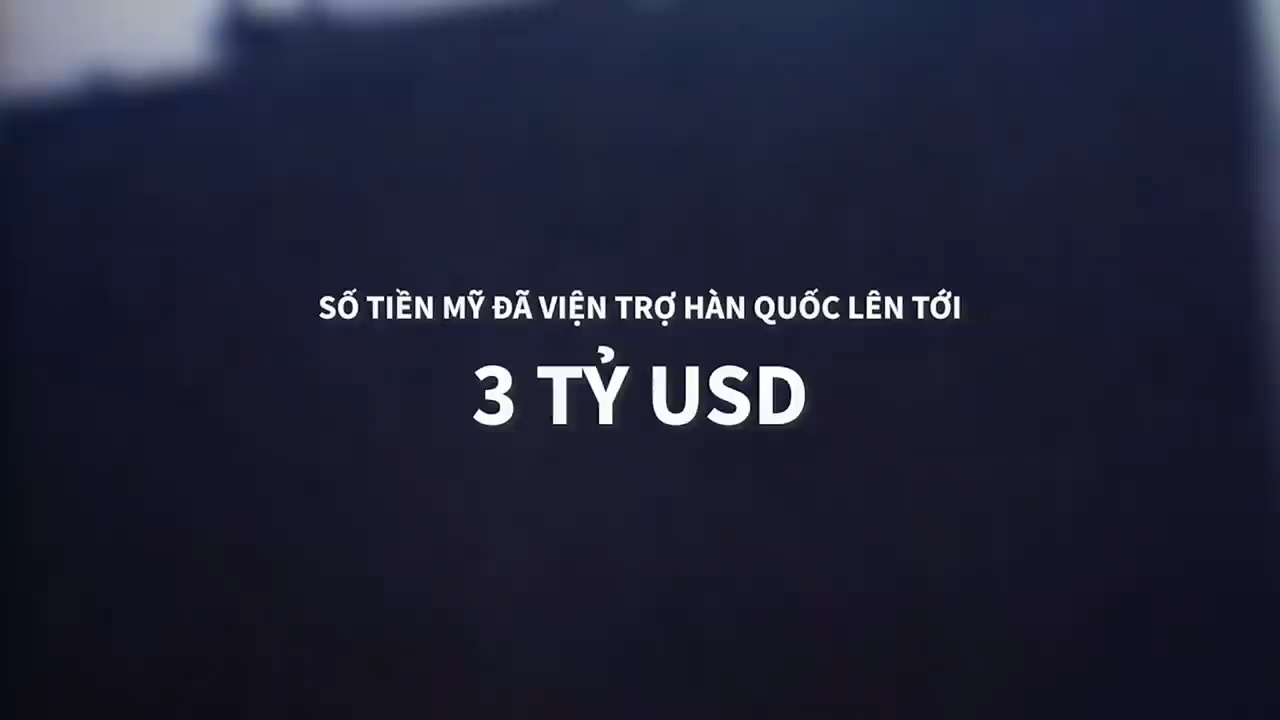 SỐ TIỀN MỸ ĐÃ VIỆN TRỢ HÀN QUỐC LÊN TỚI
3 TỶ USD